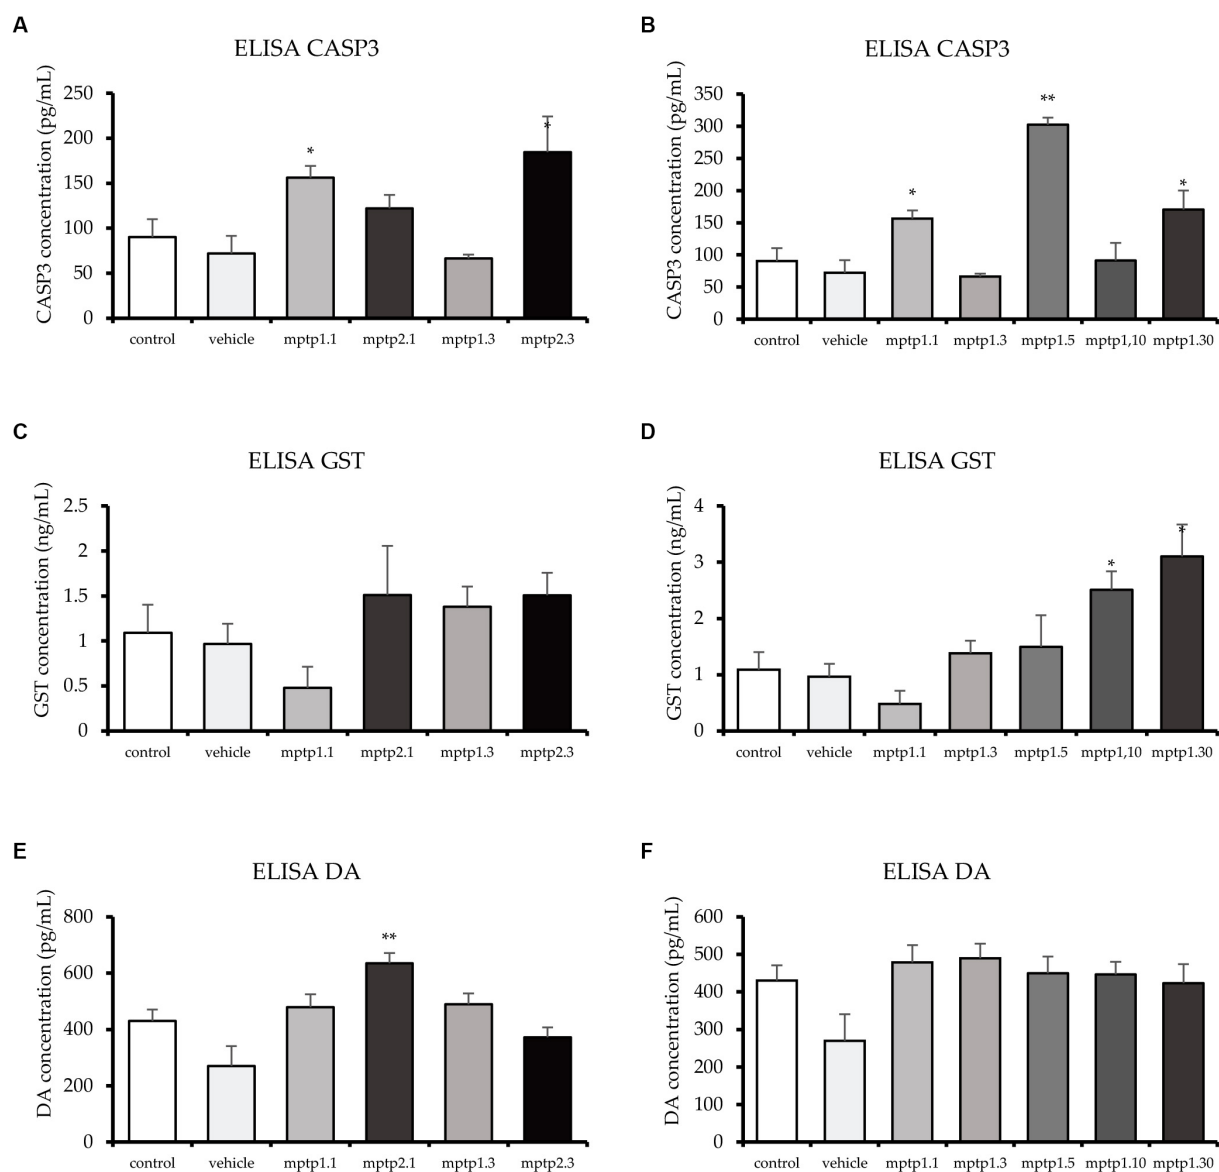 A
ELISA CASP3
CASP3 concentration (pg/mL)
250
200
150
100
50
0
*
*
control vehicle mptp1.1 mptp2.1 mptp1.3 mptp2.3
B
ELISA CASP3
CASP3 concentration (pg/mL)
350
300
250
200
150
100
50
0
*
**
*
control vehicle mptp1.1 mptp1.3 mptp1.5 mptp1,10 mptp1.30
C
ELISA GST
GST concentration (ng/mL)
2.5
2
1.5
1
0.5
0
control vehicle mptp1.1 mptp2.1 mptp1.3 mptp2.3
D
ELISA GST
GST concentration (ng/mL)
4
3
2
1
0
*
*
control vehicle mptp1.1 mptp1.3 mptp1.5 mptp1,10 mptp1.30
E
ELISA DA
DA concentration (pg/mL)
800
600
400
200
0
**
control vehicle mptp1.1 mptp2.1 mptp1.3 mptp2.3
F
ELISA DA
DA concentration (pg/mL)
600
500
400
300
200
100
0
control vehicle mptp1.1 mptp1.3 mptp1.5 mptp1.10 mptp1.30